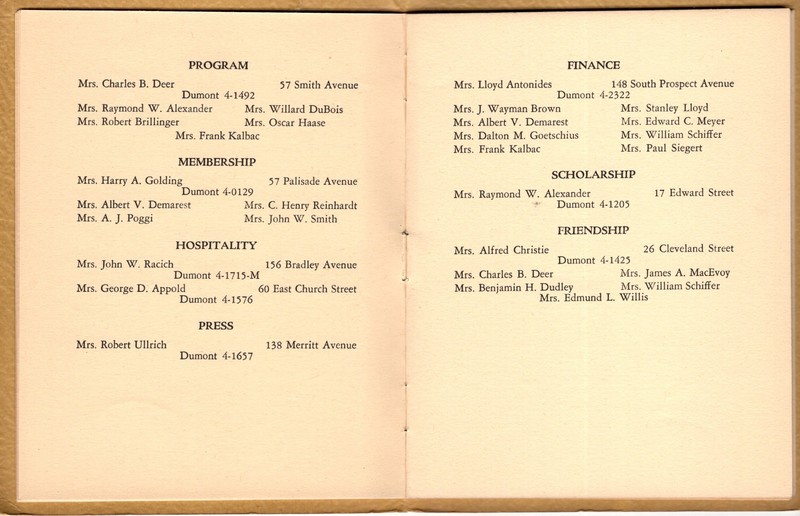 PROGRAM
Mrs. Charles B. Deer 57 Smith Avenue
Dumont 4-1492
Mrs. Raymond W. Alexander Mrs. Willard DuBois
Mrs. Robert Brillinger Mrs. Oscar Haase
Mrs. Frank Kalbac
MEMBERSHIP
Mrs. Harry A. Golding 57 Palisade Avenue
Dumont 4-0129
Mrs. Albert V. Demarest Mrs. C. Henry Reinhardt
Mrs. A. J. Poggi Mrs. John W. Smith
HOSPITALITY
Mrs. John W. Racich 156 Bradley Avenue
Dumont 4-1715-M
Mrs. George D. Appold 60 East Church Street
Dumont 4-1576
PRESS
Mrs. Robert Ullrich 138 Merritt Avenue
Dumont 4-1657
FINANCE
Mrs. Lloyd Antonides 148 South Prospect Avenue
Dumont 4-2322
Mrs. J. Wayman Brown Mrs. Stanley Lloyd
Mrs. Albert V. Demarest Mrs. Edward C. Meyer
Mrs. Dalton M. Goetschius Mrs. William Schiffer
Mrs. Frank Kalbac Mrs. Paul Siegert
SCHOLARSHIP
Mrs. Raymond W. Alexander 17 Edward Street
Dumont 4-1205
FRIENDSHIP
Mrs. Alfred Christie 26 Cleveland Street
Dumont 4-1425
Mrs. Charles B. Deer Mrs. James A. MacEvoy
Mrs. Benjamin H. Dudley Mrs. William Schiffer
Mrs. Edmund L. Willis